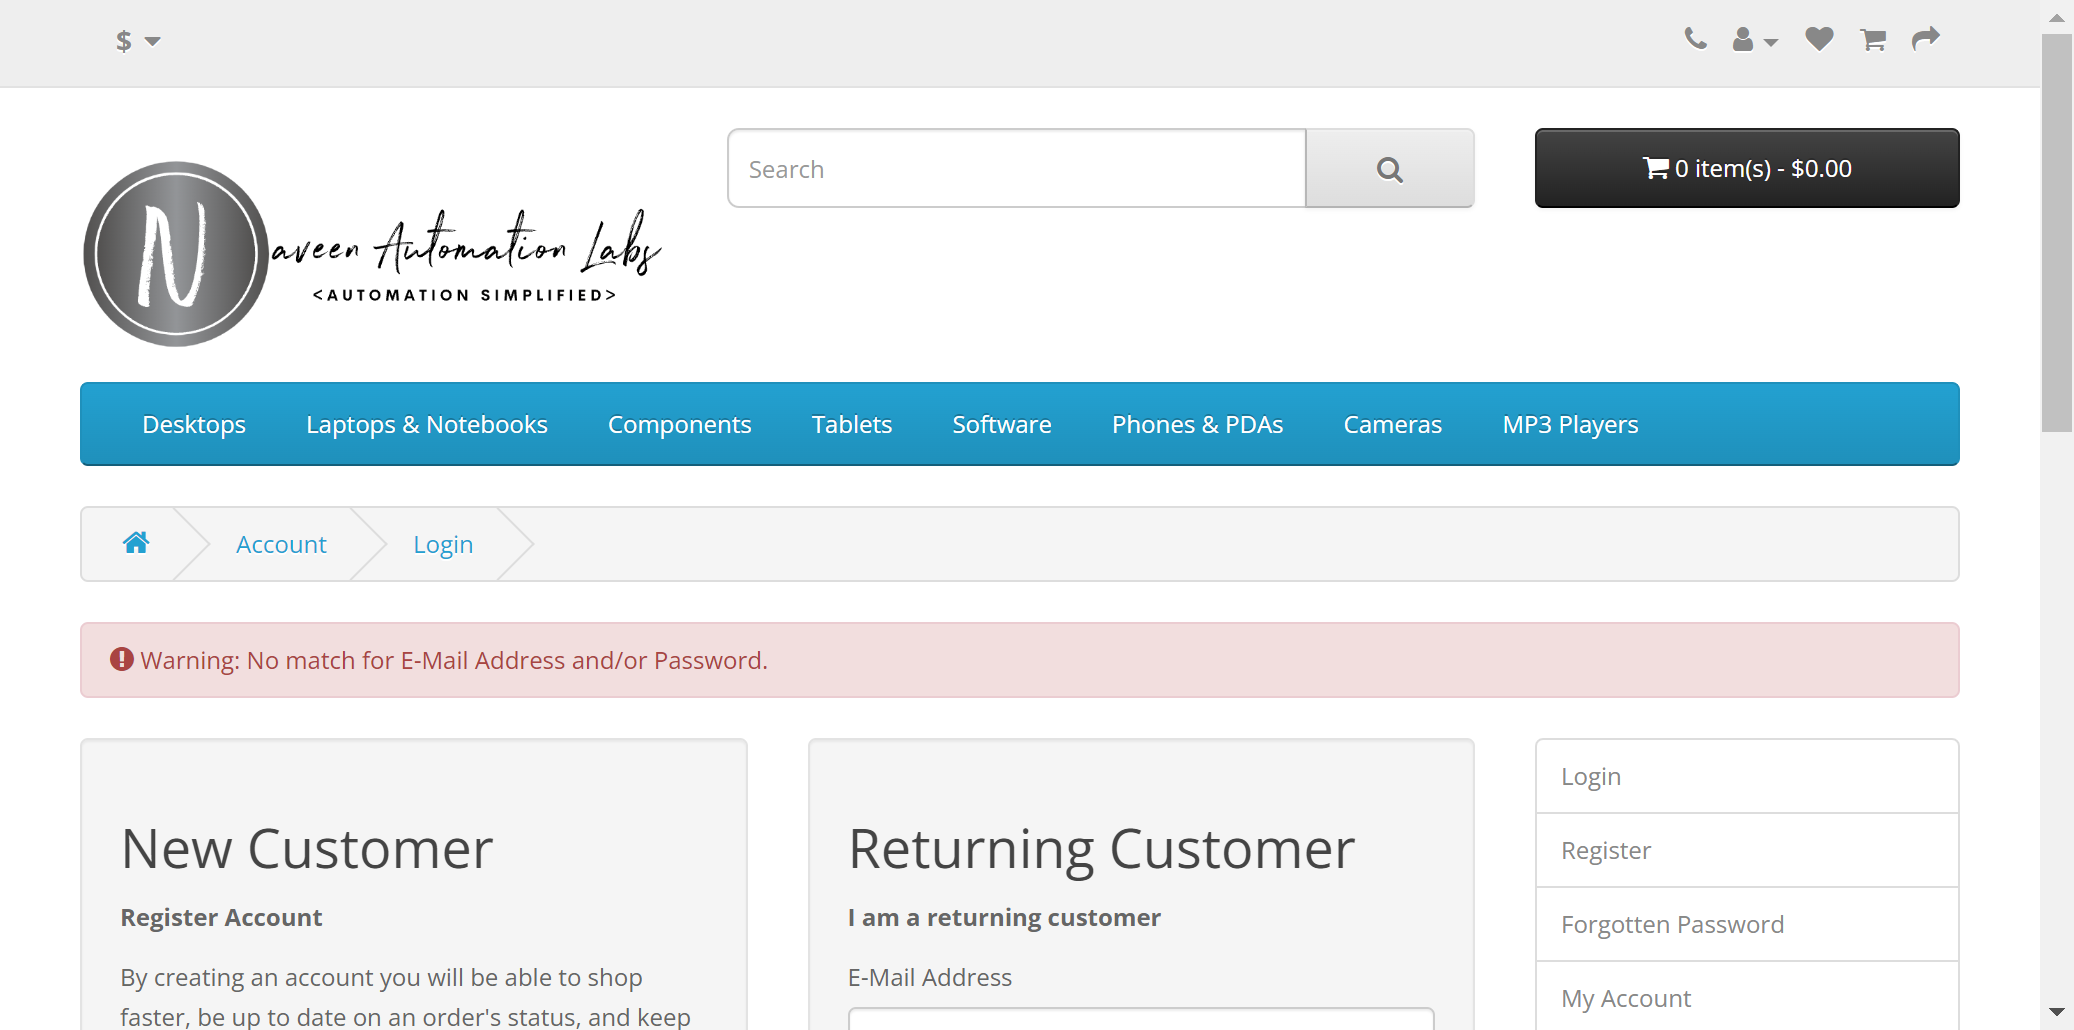 $
Search
0 item(s) - $0.00
Naveen Automation Labs
<AUTOMATION SIMPLIFIED>
Desktops Laptops & Notebooks Components Tablets Software Phones & PDAs Cameras MP3 Players
Account Login
Warning: No match for E-Mail Address and/or Password.
New Customer
Register Account
By creating an account you will be able to shop
faster, be up to date on an order's status, and keep
Returning Customer
I am a returning customer
E-Mail Address
Login
Register
Forgotten Password
My Account